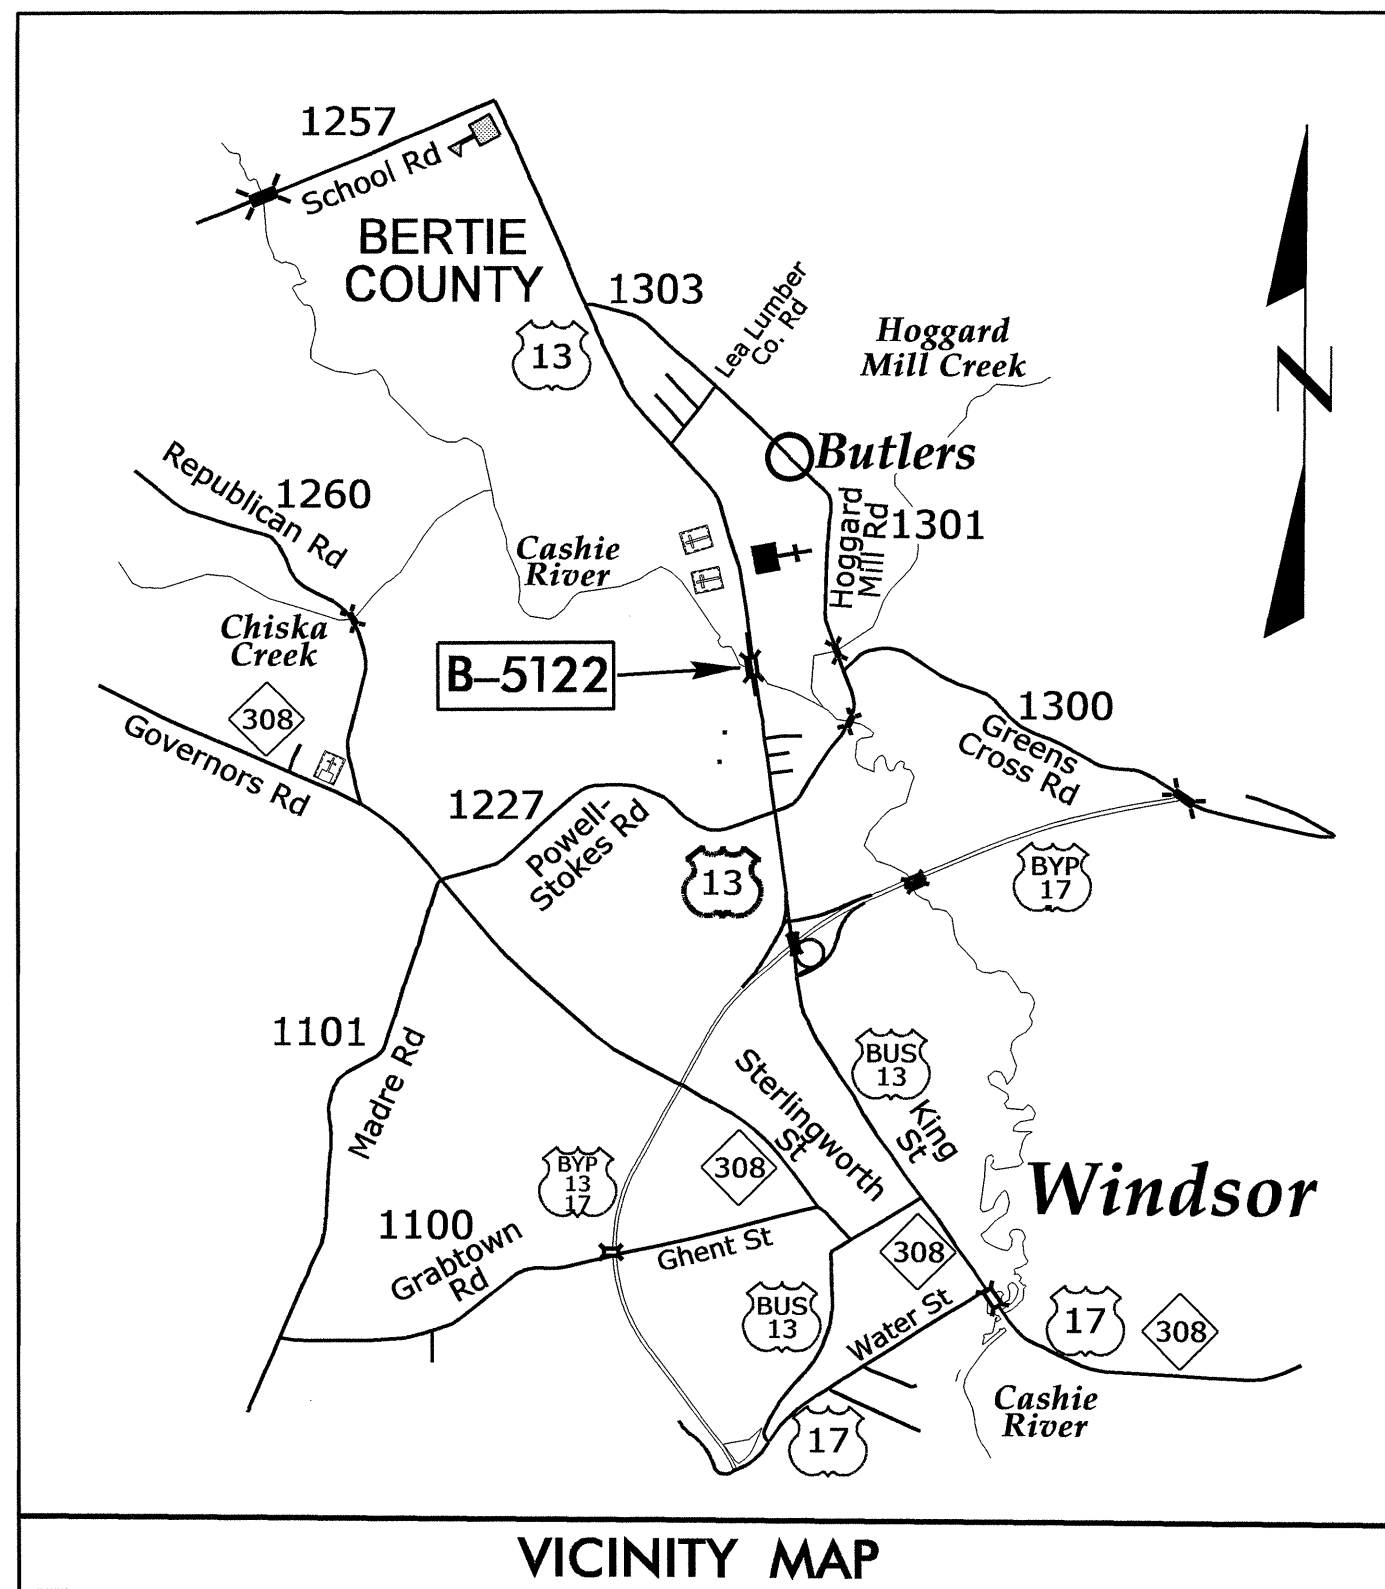 1257
School Rd
BERTIE
COUNTY
1303
13
Lea Lumber
Co. Rd
Hoggard
Mill Creek
Butlers
Republican Rd
1260
Hoggard
Mill Rd
1301
Cashie
River
Chiska
Creek
B–5122
308
Governors Rd
1300
Greens
Cross Rd
1227
Powell-
Stokes Rd
13
BYP
17
N
1101
Madre Rd
BUS
13
Sterlingworth
St
King
St
BYP
13
17
308
Windsor
1100
Grabtown
Rd
Ghent St
308
BUS
13
Water St
17
308
Cashie
River
17
VICINITY MAP